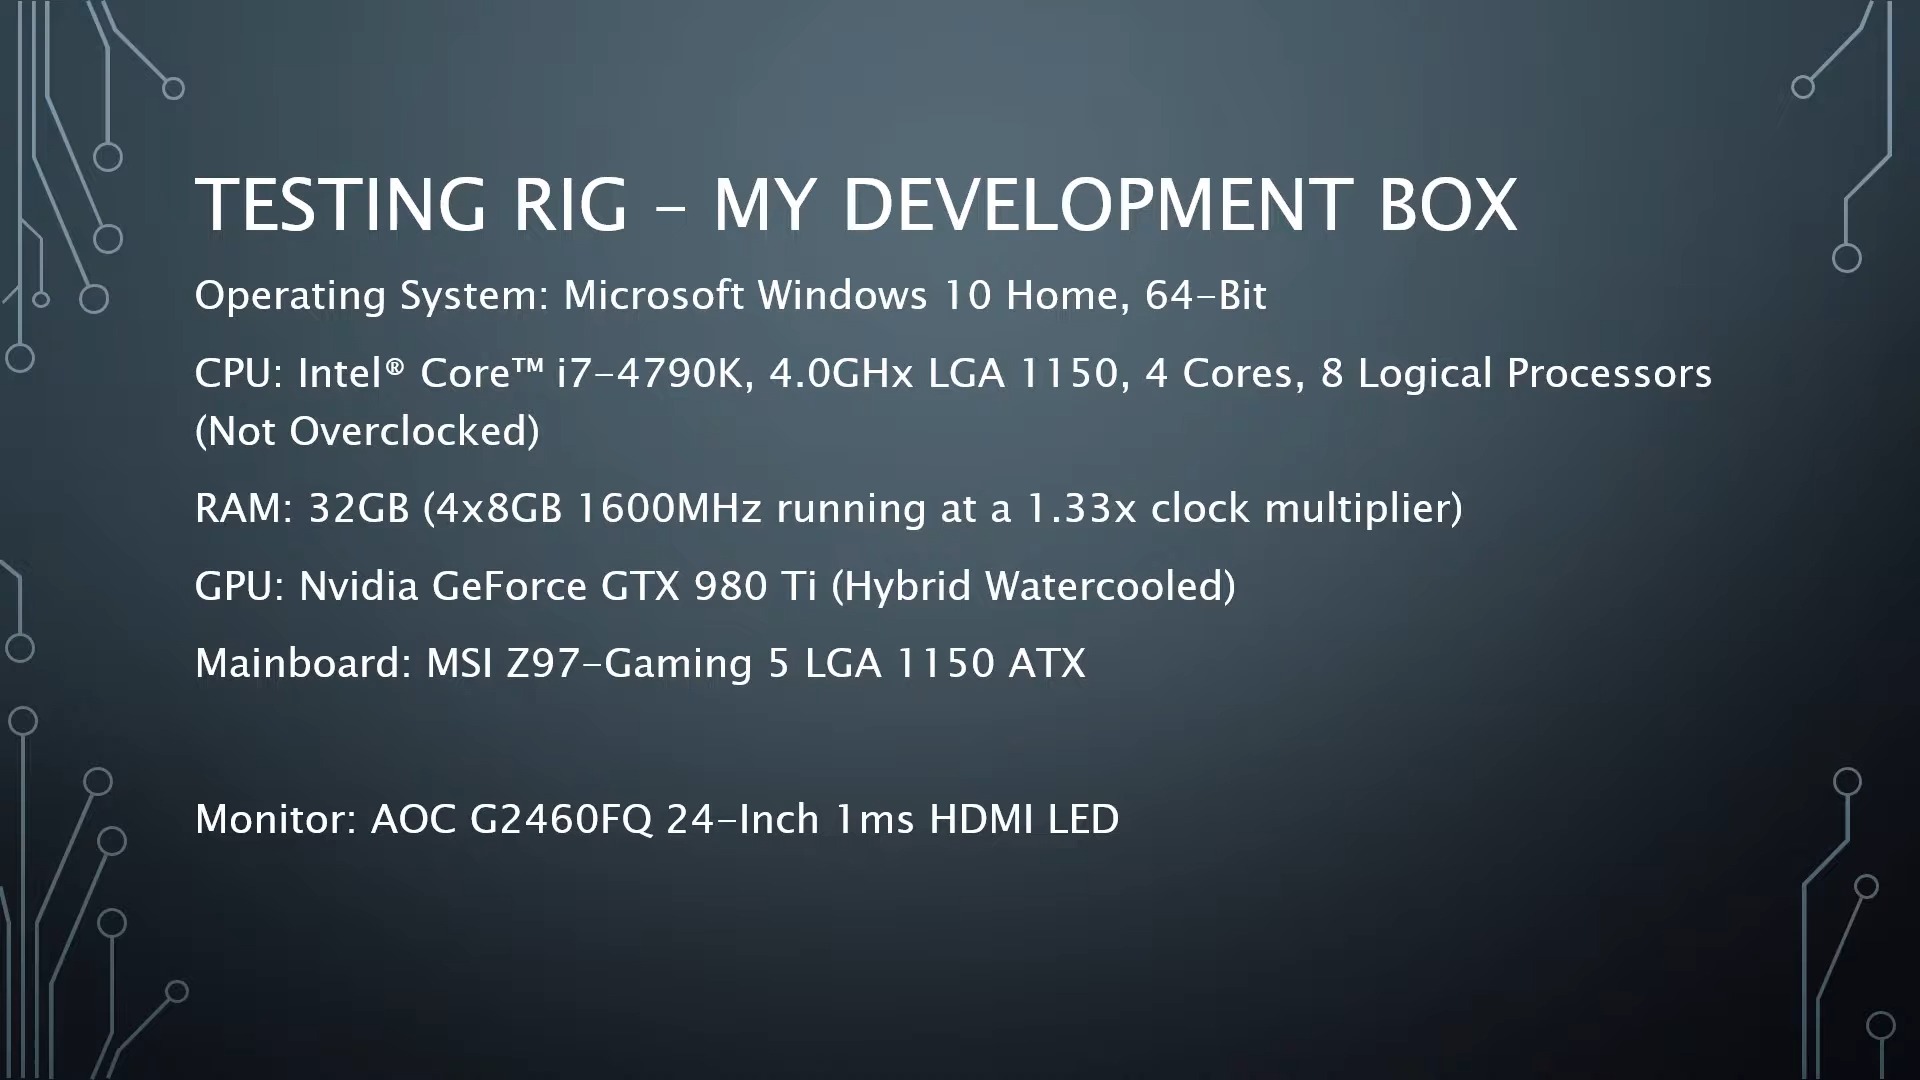 TESTING RIG – MY DEVELOPMENT BOX
Operating System: Microsoft Windows 10 Home, 64-Bit
CPU: Intel® Core™ i7-4790K, 4.0GHx LGA 1150, 4 Cores, 8 Logical Processors
(Not Overclocked)
RAM: 32GB (4x8GB 1600MHz running at a 1.33x clock multiplier)
GPU: Nvidia GeForce GTX 980 Ti (Hybrid Watercooled)
Mainboard: MSI Z97-Gaming 5 LGA 1150 ATX
Monitor: AOC G2460FQ 24-Inch 1ms HDMI LED